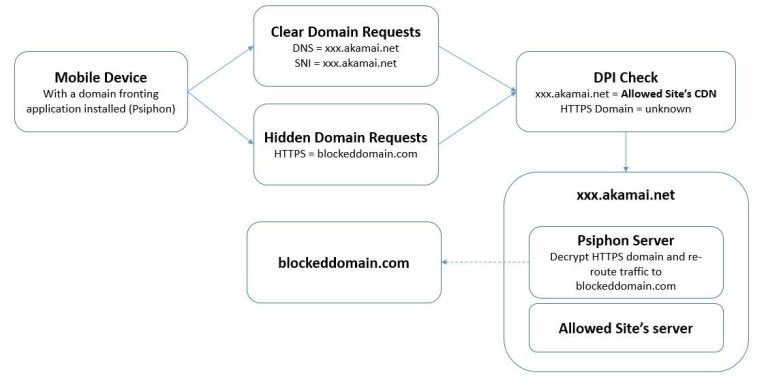 Mobile Device
With a domain fronting
application installed (Psiphon)
Clear Domain Requests
DNS = xxx.akamai.net
SNI = xxx.akamai.net
Hidden Domain Requests
HTTPS = blockeddomain.com
DPI Check
xxx.akamai.net = Allowed Site's CDN
HTTPS Domain = unknown
xxx.akamai.net
Psiphon Server
Decrypt HTTPS domain and re-
route traffic to
blockeddomain.com
Allowed Site's server
blockeddomain.com